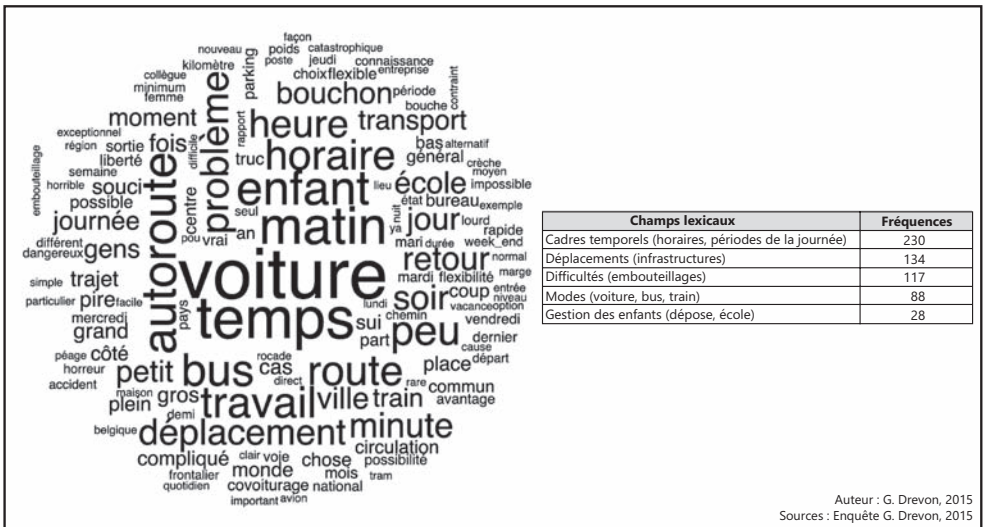 façon
nouveau poids catastrophique
poste jeudi connaissance
kilomètre choix flexible entreprise
collègue parking contraint
minimum bouchon période
femme bouche
moment problème rapport heure transport
exceptionnel bas alternatif
région sortie fois difficile truc horaire général crèche
embouteillage liberté moyen
semaine centre enfant lieu école impossible
horrible souci état bureau exemple
possible seul nuit
journée autoroute an matin ya jour lourd
rapide
différent pou vrai mari durée week_end
dangereux gens retour normal
simple trajet voiture mardi flexibilité marge
particulier pire facile pays lundi soir coup entrée
niveau
mercredi temps chemin vacance option
grand sui part peu vendredi
dernier
cause
péage côté rocade place départ
horreur petit bus cas route
accident direct rare commun
maison gros travail ville train avantage
plein demi
belgique déplacement minute
circulation
compliqué clair voie chose possibilité
frontalier monde mois tram
quotidien covoiturage national
important avion
Champs lexicaux Fréquences
Cadres temporels (horaires, périodes de la journée) 230
Déplacements (infrastructures) 134
Difficultés (embouteillages) 117
Modes (voiture, bus, train) 88
Gestion des enfants (dépose, école) 28
Auteur : G. Drevon, 2015
Sources : Enquête G. Drevon, 2015